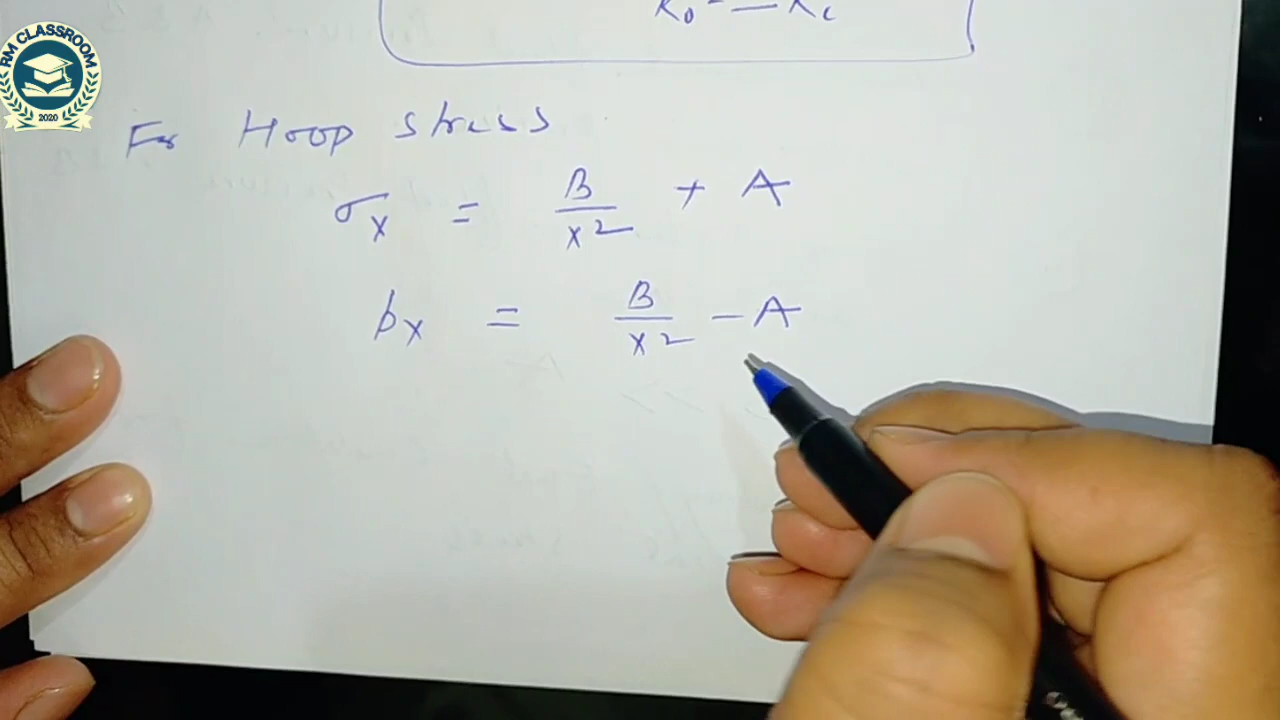 RM CLASSROOM
2020
For Hoop stress
σx = B/x² + A
px = B/x² - A